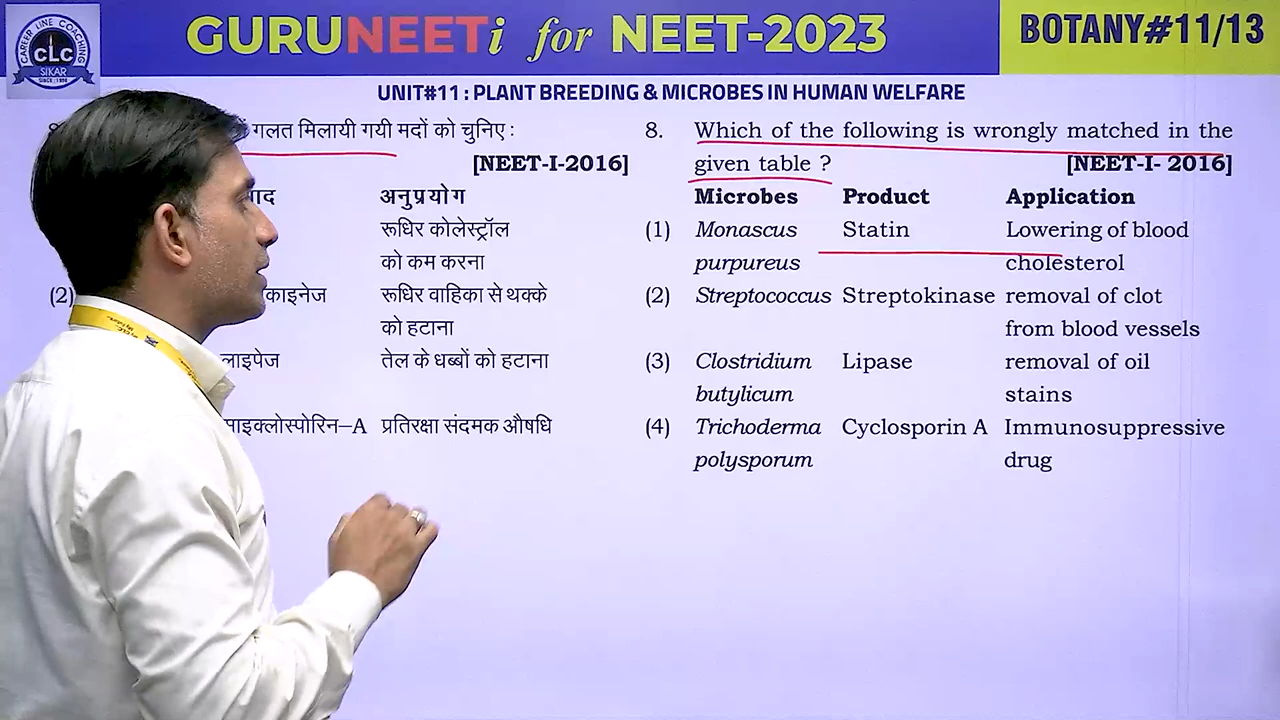 GURUNEETi for NEET-2023
BOTANY#11/13
CAREER LINE COACHING
CLC
SIKAR
SINCE : 1996
UNIT#11 : PLANT BREEDING & MICROBES IN HUMAN WELFARE
गलत मिलायी गयी मदों को चुनिए :
[NEET-I-2016]
अनुप्रयोग
रूधिर कोलेस्ट्रॉल
को कम करना
(2) रूधिर वाहिका से थक्के
को हटाना
लाइपेज तेल के धब्बों को हटाना
साइक्लोस्पोरिन–A प्रतिरक्षा संदमक औषधि
8. Which of the following is wrongly matched in the
given table ? [NEET-I- 2016]
Microbes Product Application
(1) Monascus Statin Lowering of blood
purpureus cholesterol
(2) Streptococcus Streptokinase removal of clot
from blood vessels
(3) Clostridium Lipase removal of oil
butylicum stains
(4) Trichoderma Cyclosporin A Immunosuppressive
polysporum drug